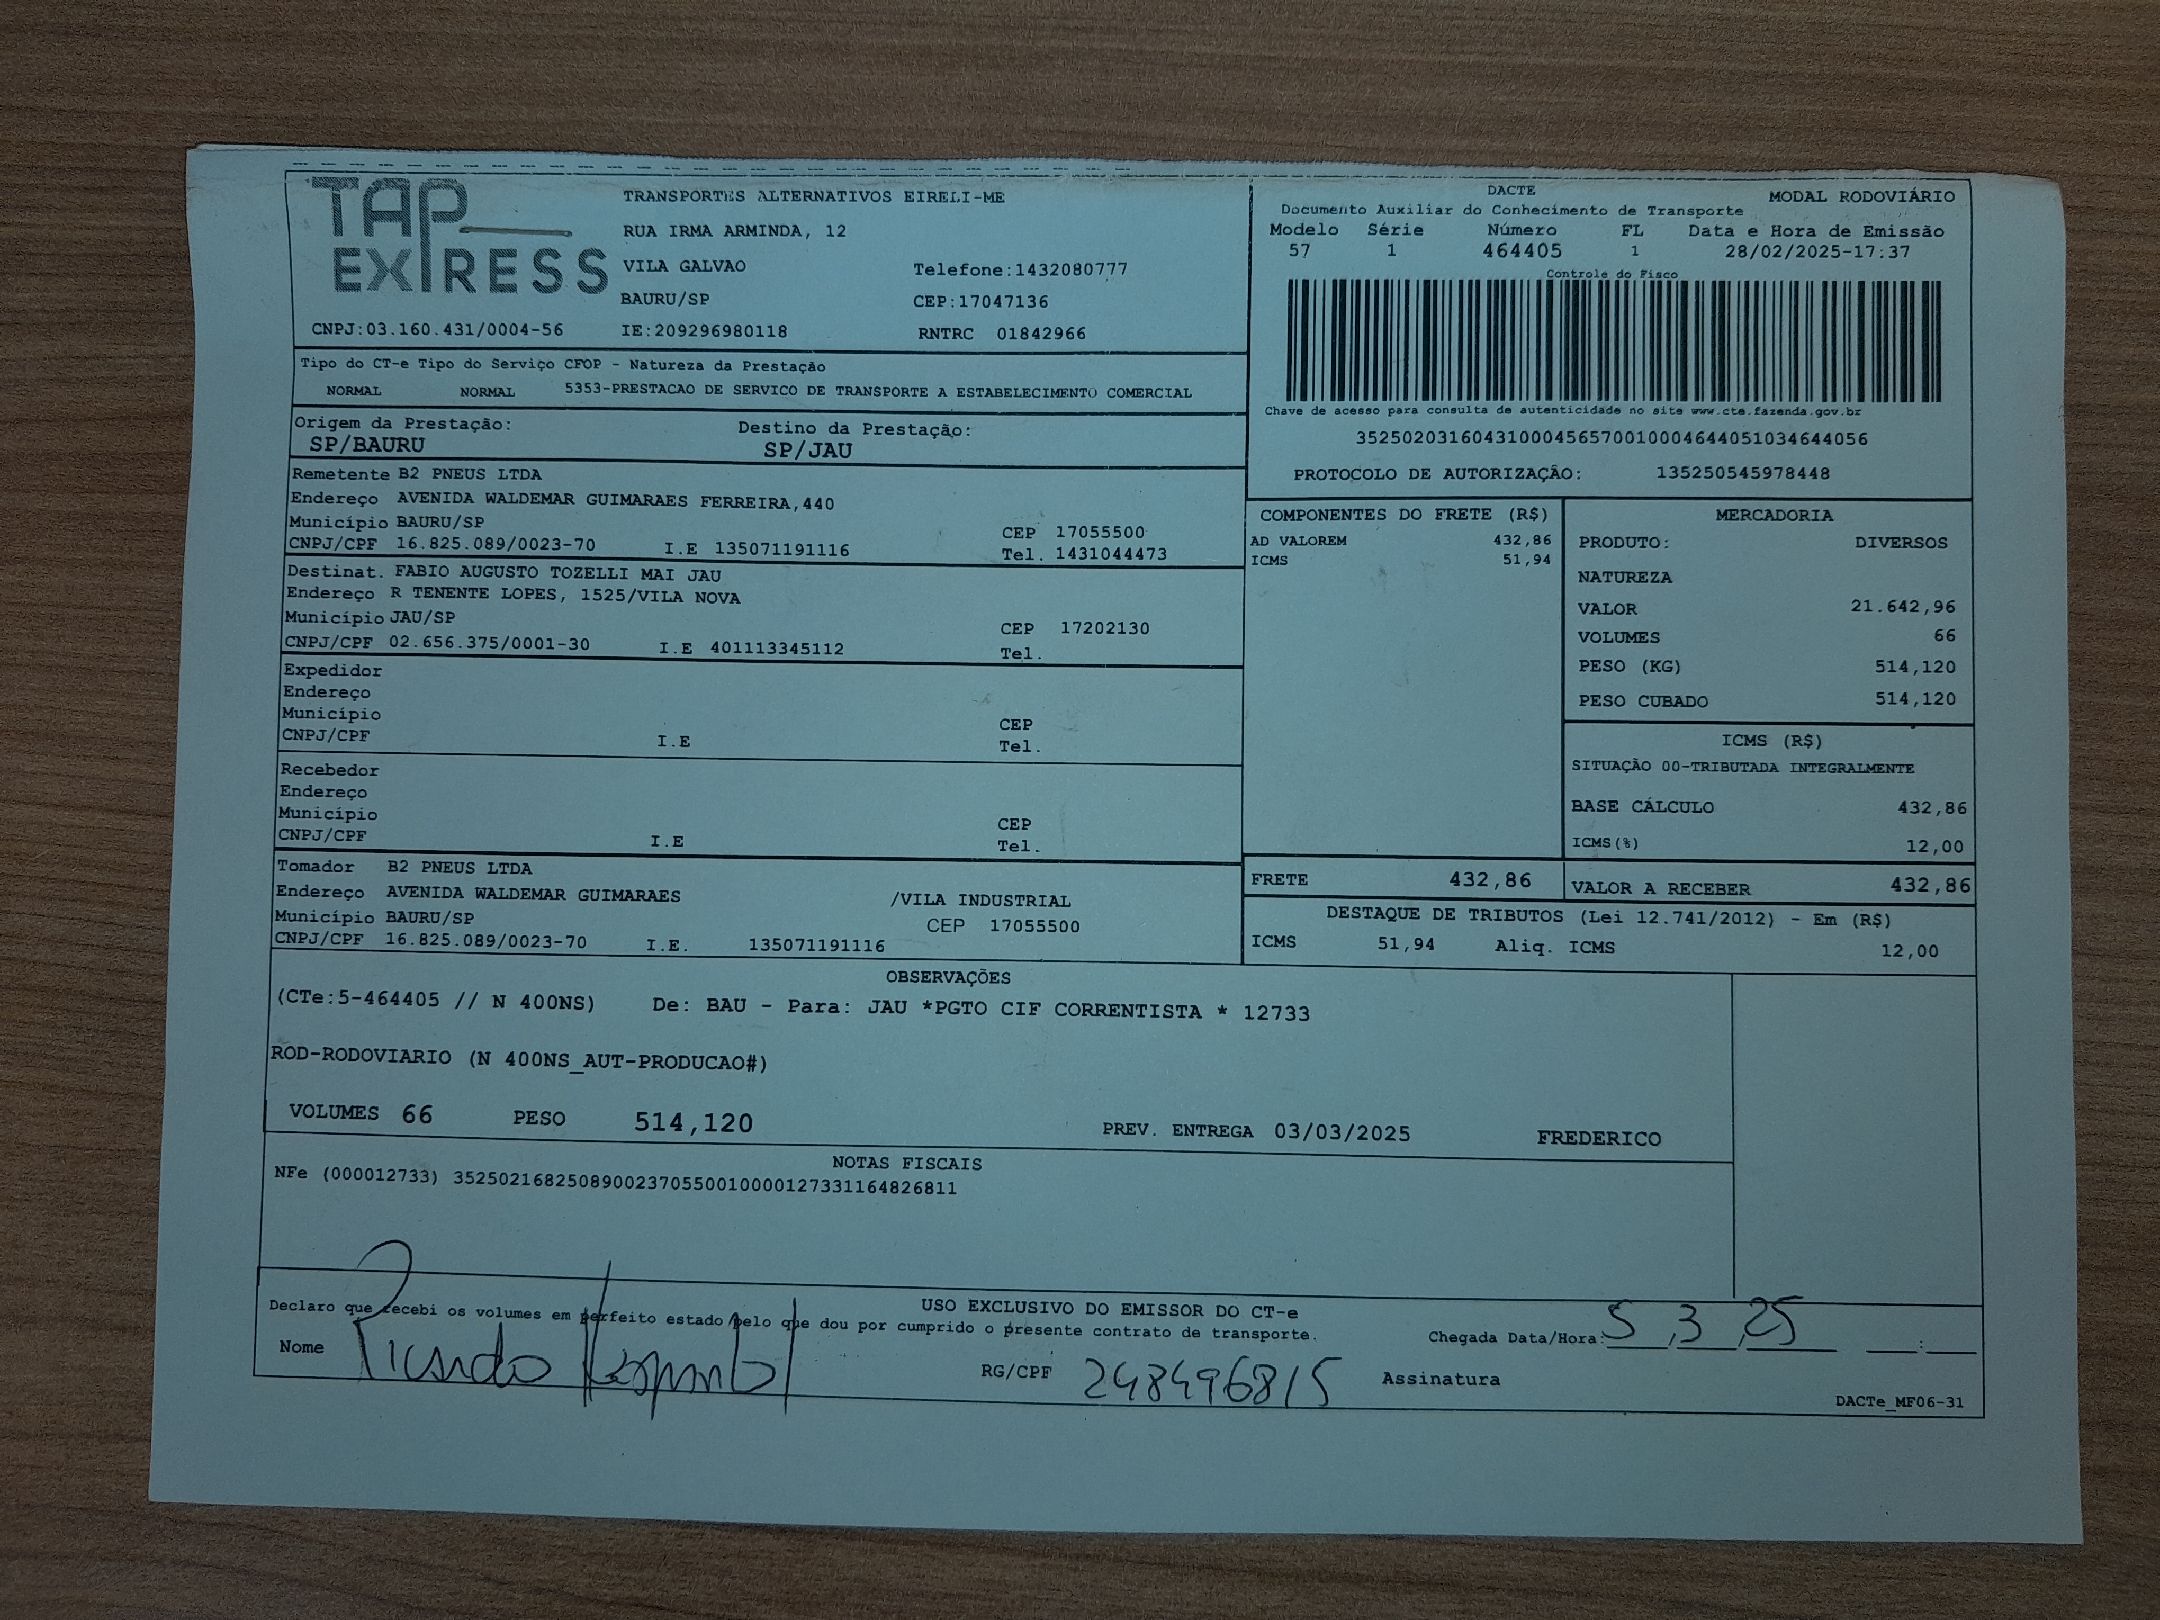 TAP EXPRESS
TRANSPORTES ALTERNATIVOS EIRELI-ME
RUA IRMA ARMINDA, 12
VILA GALVAO Telefone:1432080777
BAURU/SP CEP:17047136
CNPJ:03.160.431/0004-56 IE:209296980118 RNTRC 01842966
DACTE MODAL RODOVIÁRIO
Documento Auxiliar do Conhecimento de Transporte
Modelo Série Número FL Data e Hora de Emissão
57 1 464405 1 28/02/2025-17:37
Controle do Fisco
Chave de acesso para consulta de autenticidade no site www.cte.fazenda.gov.br
35250203160431000456570010004644051034644056
PROTOCOLO DE AUTORIZAÇÃO: 135250545978448
Tipo do CT-e Tipo do Serviço CFOP - Natureza da Prestação
NORMAL NORMAL 5353-PRESTACAO DE SERVICO DE TRANSPORTE A ESTABELECIMENTO COMERCIAL
Origem da Prestação: Destino da Prestação:
SP/BAURU SP/JAU
Remetente B2 PNEUS LTDA
Endereço AVENIDA WALDEMAR GUIMARAES FERREIRA,440
Município BAURU/SP CEP 17055500
CNPJ/CPF 16.825.089/0023-70 I.E 135071191116 Tel. 1431044473
Destinat. FABIO AUGUSTO TOZELLI MAI JAU
Endereço R TENENTE LOPES, 1525/VILA NOVA
Município JAU/SP CEP 17202130
CNPJ/CPF 02.656.375/0001-30 I.E 401113345112 Tel.
Expedidor
Endereço
Município CEP
CNPJ/CPF I.E Tel.
Recebedor
Endereço
Município CEP
CNPJ/CPF I.E Tel.
Tomador B2 PNEUS LTDA
Endereço AVENIDA WALDEMAR GUIMARAES /VILA INDUSTRIAL
Município BAURU/SP CEP 17055500
CNPJ/CPF 16.825.089/0023-70 I.E. 135071191116
COMPONENTES DO FRETE (R$)
AD VALOREM 432,86
ICMS 51,94
FRETE 432,86
MERCADORIA
PRODUTO: DIVERSOS
NATUREZA
VALOR 21.642,96
VOLUMES 66
PESO (KG) 514,120
PESO CUBADO 514,120
ICMS (R$)
SITUAÇÃO 00-TRIBUTADA INTEGRALMENTE
BASE CÁLCULO 432,86
ICMS(%) 12,00
VALOR A RECEBER 432,86
DESTAQUE DE TRIBUTOS (Lei 12.741/2012) - Em (R$)
ICMS 51,94 Aliq. ICMS 12,00
OBSERVAÇÕES
(CTe:5-464405 // N 400NS) De: BAU - Para: JAU *PGTO CIF CORRENTISTA * 12733
ROD-RODOVIARIO (N 400NS_AUT-PRODUCAO#)
VOLUMES 66 PESO 514,120 PREV. ENTREGA 03/03/2025 FREDERICO
NOTAS FISCAIS
NFe (000012733) 35250216825089002370550010000127331164826811
USO EXCLUSIVO DO EMISSOR DO CT-e
Declaro que recebi os volumes em perfeito estado pelo que dou por cumprido o presente contrato de transporte.
Chegada Data/Hora: 5,3,25 :
Nome Ricardo RG/CPF 248496815 Assinatura
DACTe_MF06-31